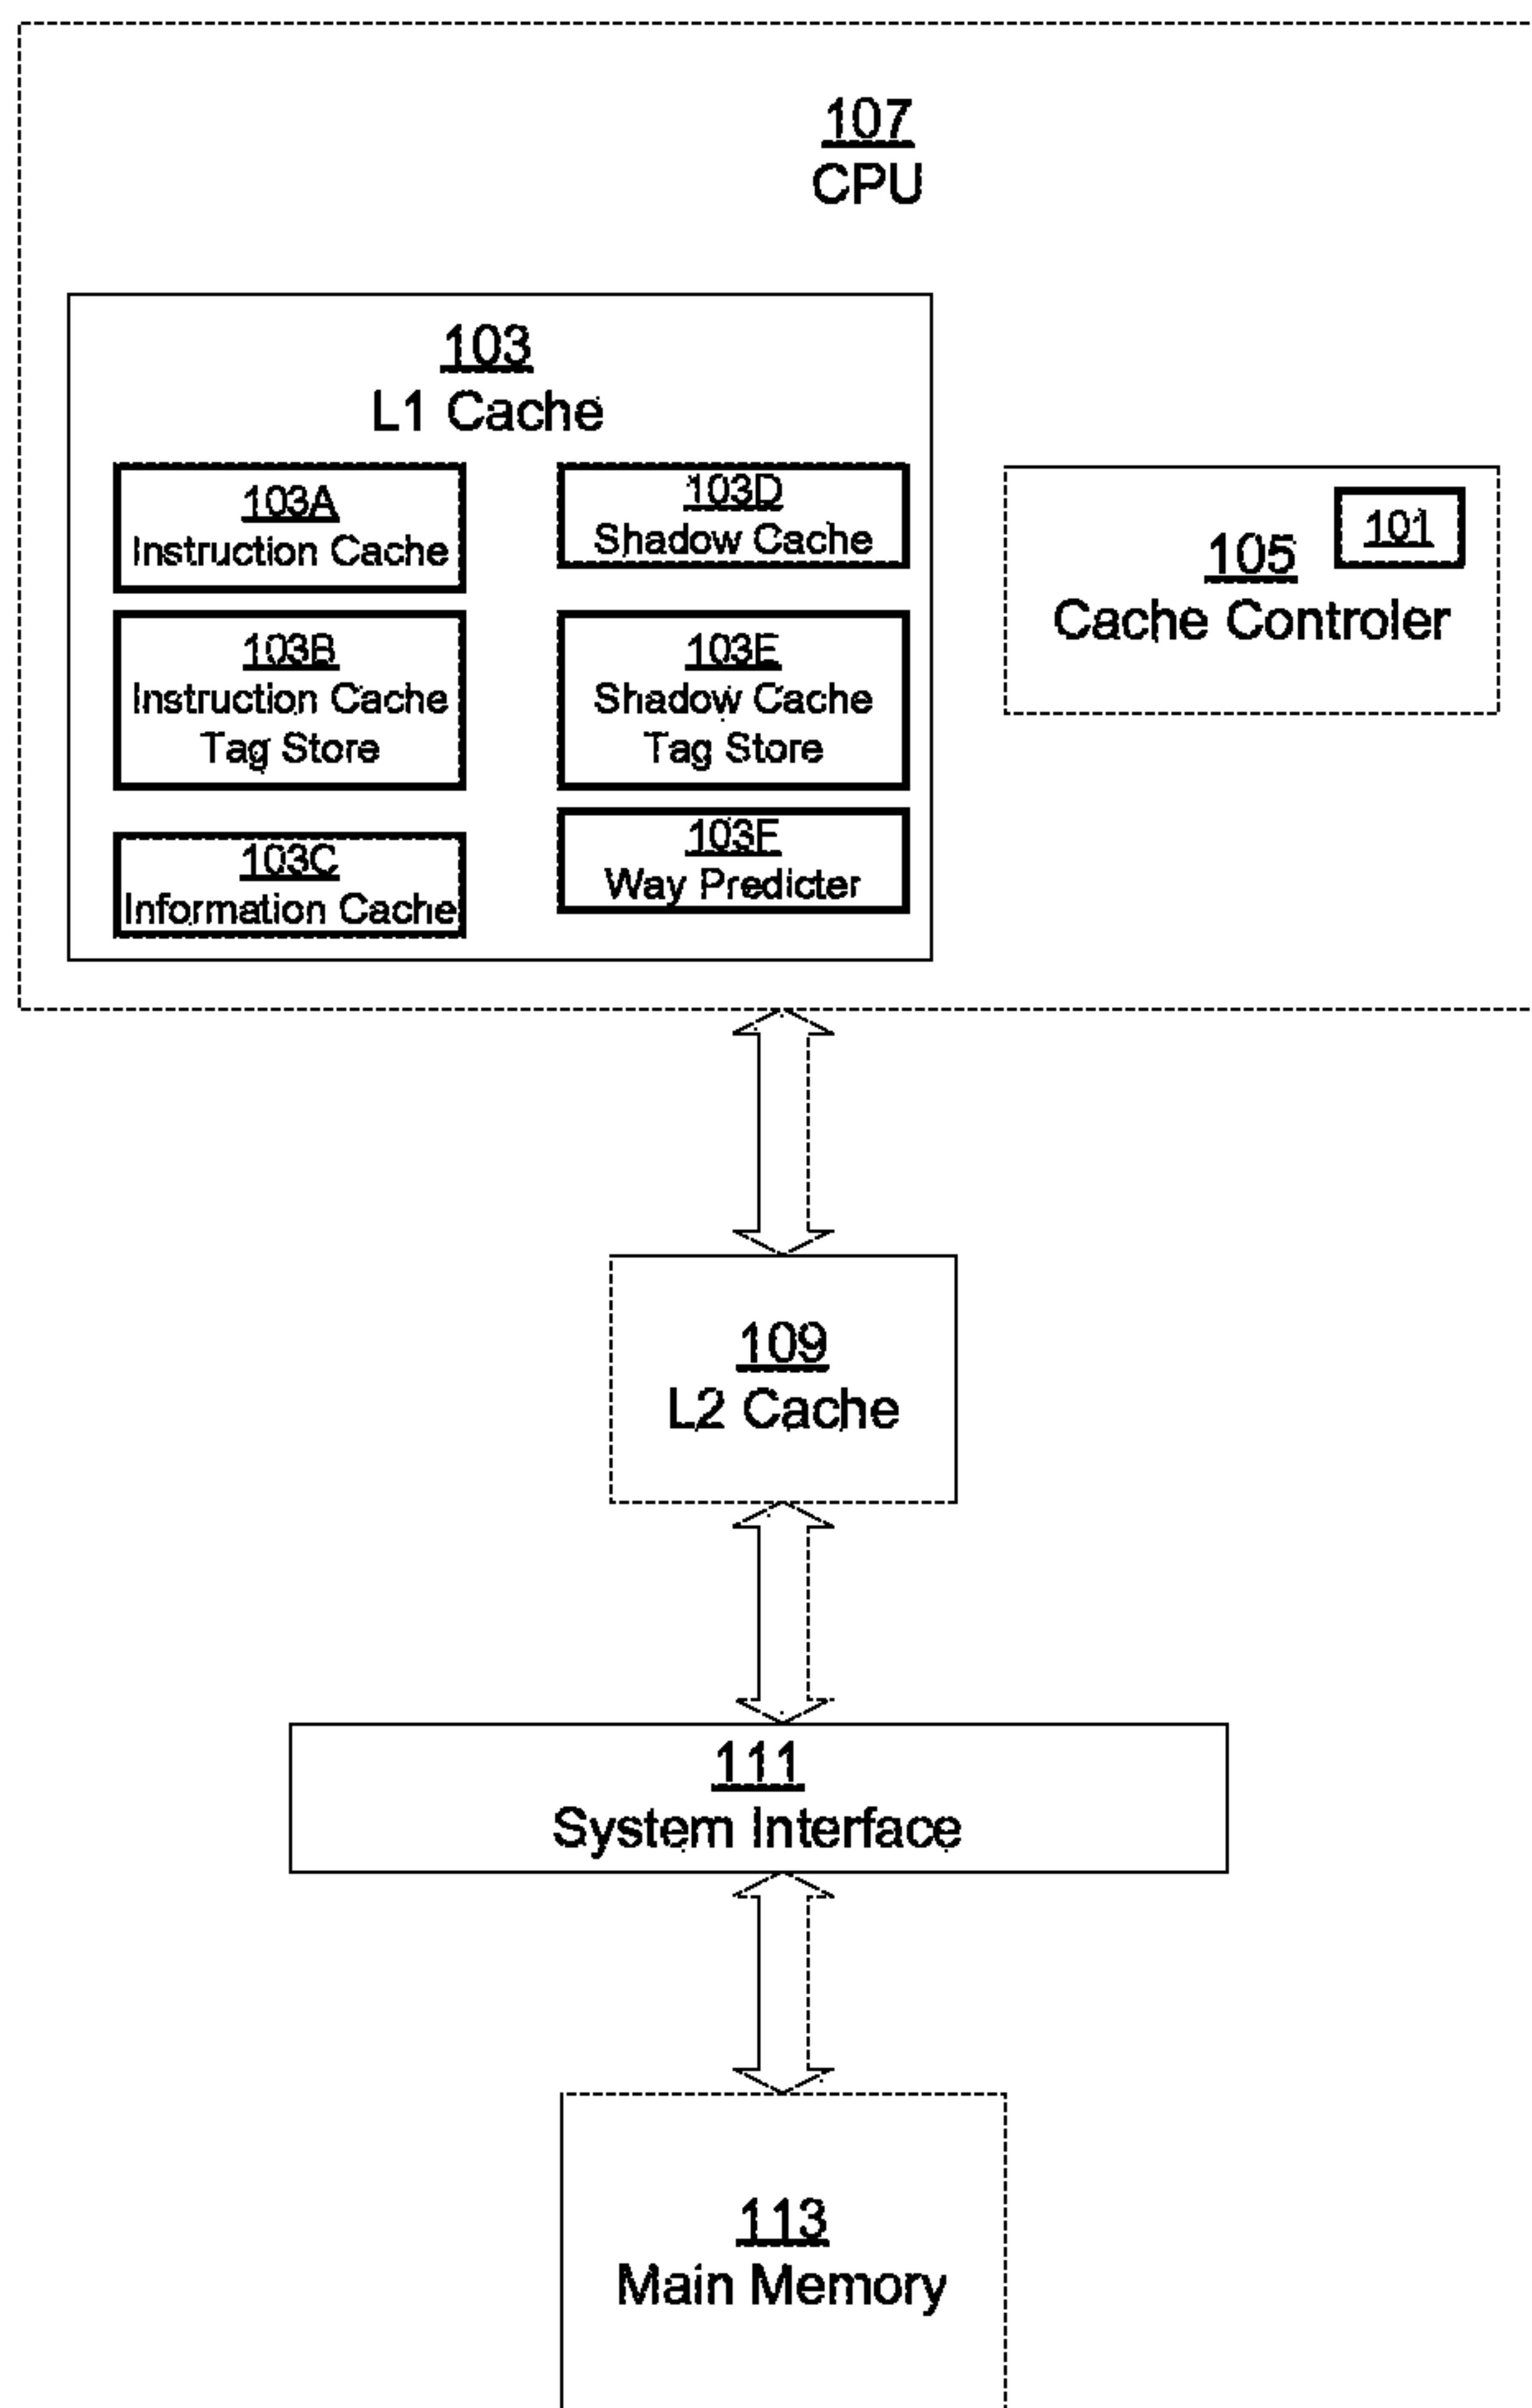 107
CPU
103
L1 Cache
103A
Instruction Cache
103B
Instruction Cache
Tag Store
103C
Information Cache
103D
Shadow Cache
103E
Shadow Cache
Tag Store
103F
Way Predicter
101
105
Cache Controler
109
L2 Cache
111
System Interface
113
Main Memory